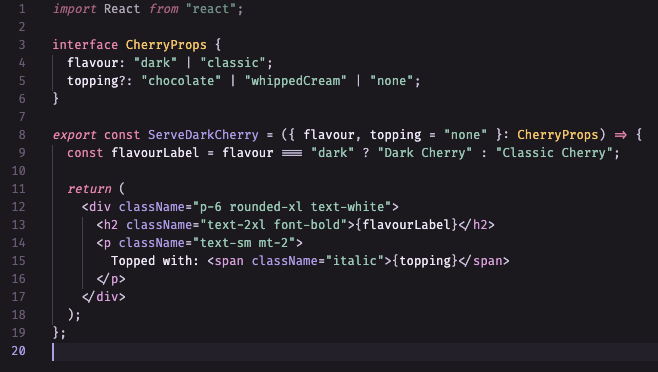 1 import React from "react";
2
3 interface CherryProps {
4   flavour: "dark" | "classic";
5   topping?: "chocolate" | "whippedCream" | "none";
6 }
7
8 export const ServeDarkCherry = ({ flavour, topping = "none" }: CherryProps) => {
9   const flavourLabel = flavour === "dark" ? "Dark Cherry" : "Classic Cherry";
10
11   return (
12     <div className="p-6 rounded-xl text-white">
13       <h2 className="text-2xl font-bold">{flavourLabel}</h2>
14       <p className="text-sm mt-2">
15         Topped with: <span className="italic">{topping}</span>
16       </p>
17     </div>
18   );
19 };
20